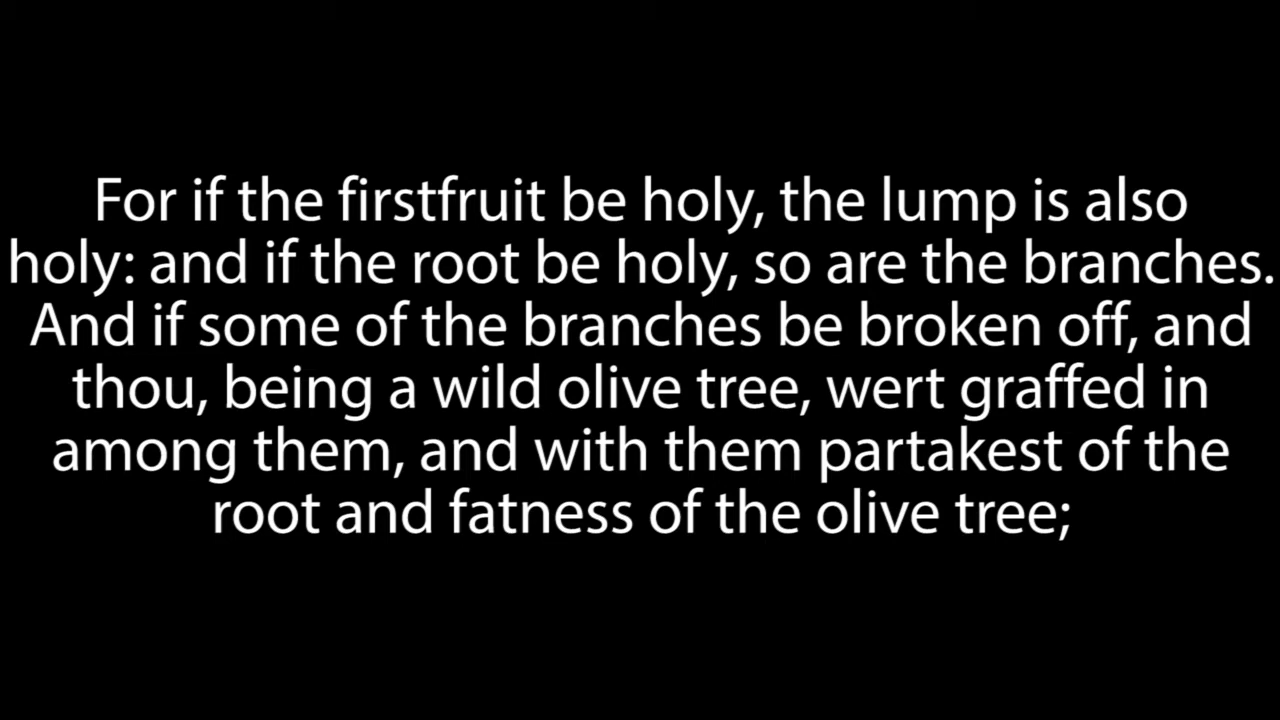 For if the firstfruit be holy, the lump is also
holy: and if the root be holy, so are the branches.
And if some of the branches be broken off, and
thou, being a wild olive tree, wert graffed in
among them, and with them partakest of the
root and fatness of the olive tree;